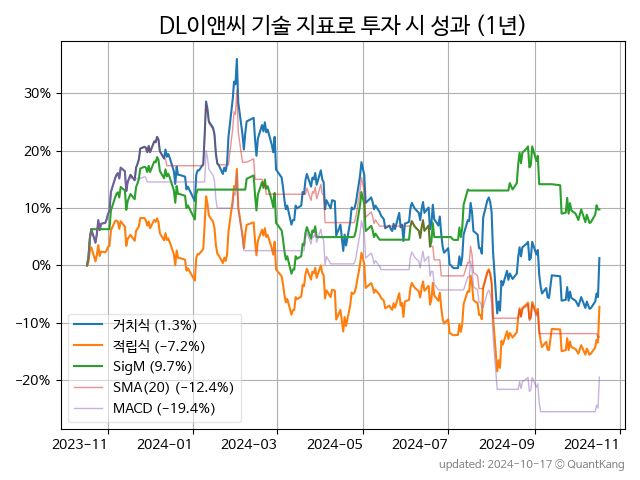 DL이앤씨 기술 지표로 투자 시 성과 (1년)
30%
20%
10%
0%
−10%
−20%
거치식 (1.3%)
적립식 (−7.2%)
SigM (9.7%)
SMA(20) (−12.4%)
MACD (−19.4%)
2023-11 2024-01 2024-03 2024-05 2024-07 2024-09 2024-11
updated: 2024-10-17 © QuantKang